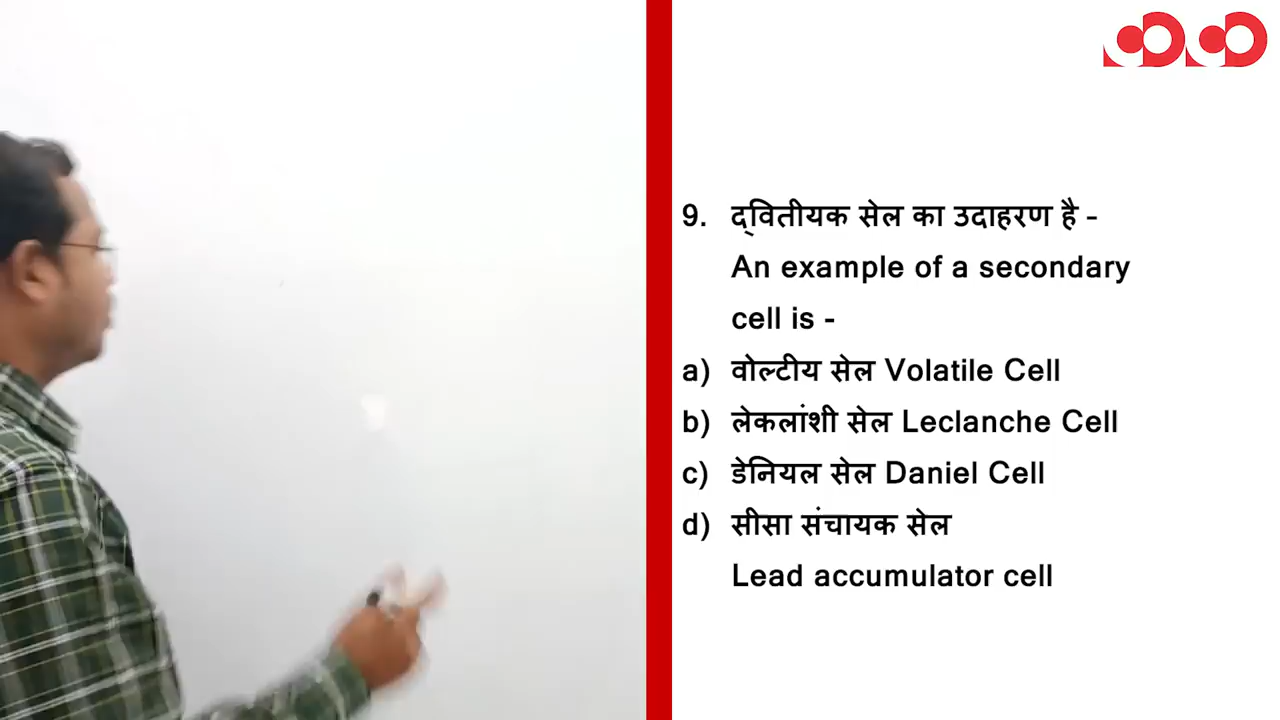 9. द्वितीयक सेल का उदाहरण है -
An example of a secondary
cell is -
a) वोल्टीय सेल Volatile Cell
b) लेकलांशी सेल Leclanche Cell
c) डेनियल सेल Daniel Cell
d) सीसा संचायक सेल
Lead accumulator cell